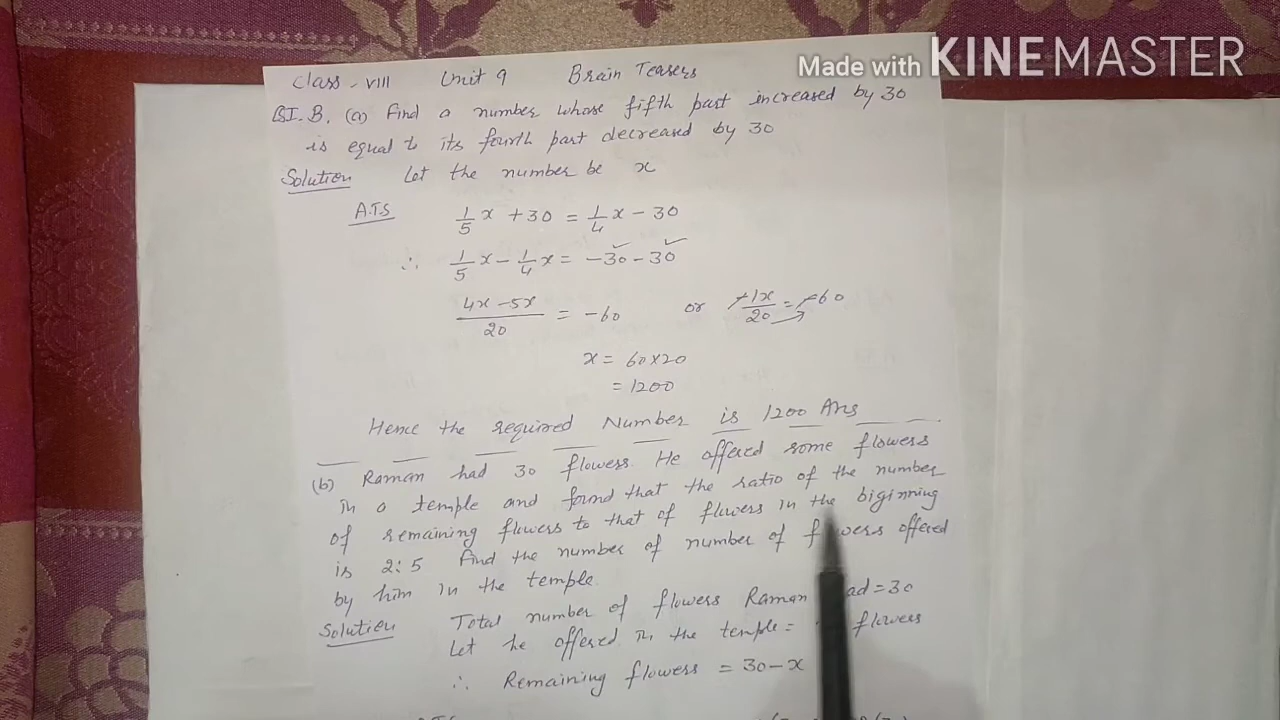 Made with KINEMASTER
Class - VIII Unit 9 Brain Teasers
QI. B. (a) Find a number whose fifth part increased by 30
is equal to its fourth part decreased by 30
Solution Let the number be x
A.T.S 1/5 x + 30 = 1/4 x - 30
∴ 1/5 x - 1/4 x = -30 - 30
4x - 5x / 20 = -60 or -1x / 20 = -60
x = 60 x 20
= 1200
Hence the required Number is 1200 Ans
(b) Raman had 30 flowers. He offered some flowers
in a temple and found that the ratio of the number
of remaining flowers to that of flowers in the biginning
is 2:5 Find the number of number of flowers offered
by him in the temple.
Solution Total number of flowers Raman = 30
Let he offered in the temple = flowers
∴ Remaining flowers = 30 - x